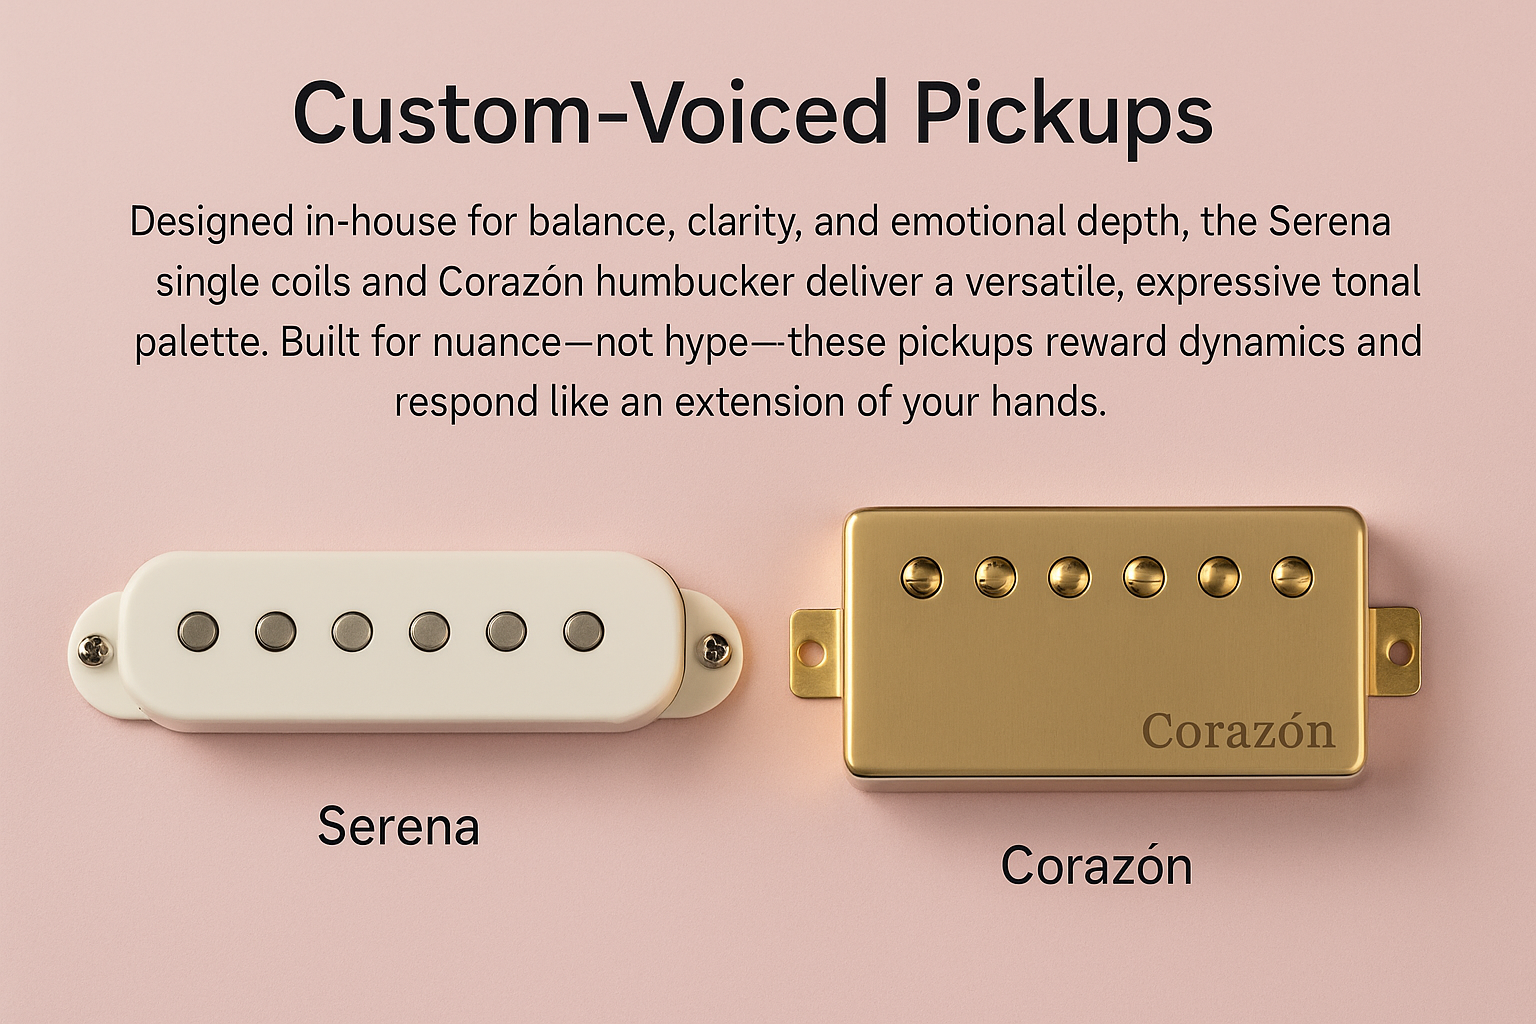 Custom-Voiced Pickups
Designed in-house for balance, clarity, and emotional depth, the Serena
single coils and Corazón humbucker deliver a versatile, expressive tonal
palette. Built for nuance—not hype—-these pickups reward dynamics and
respond like an extension of your hands.
Corazón
Serena
Corazón